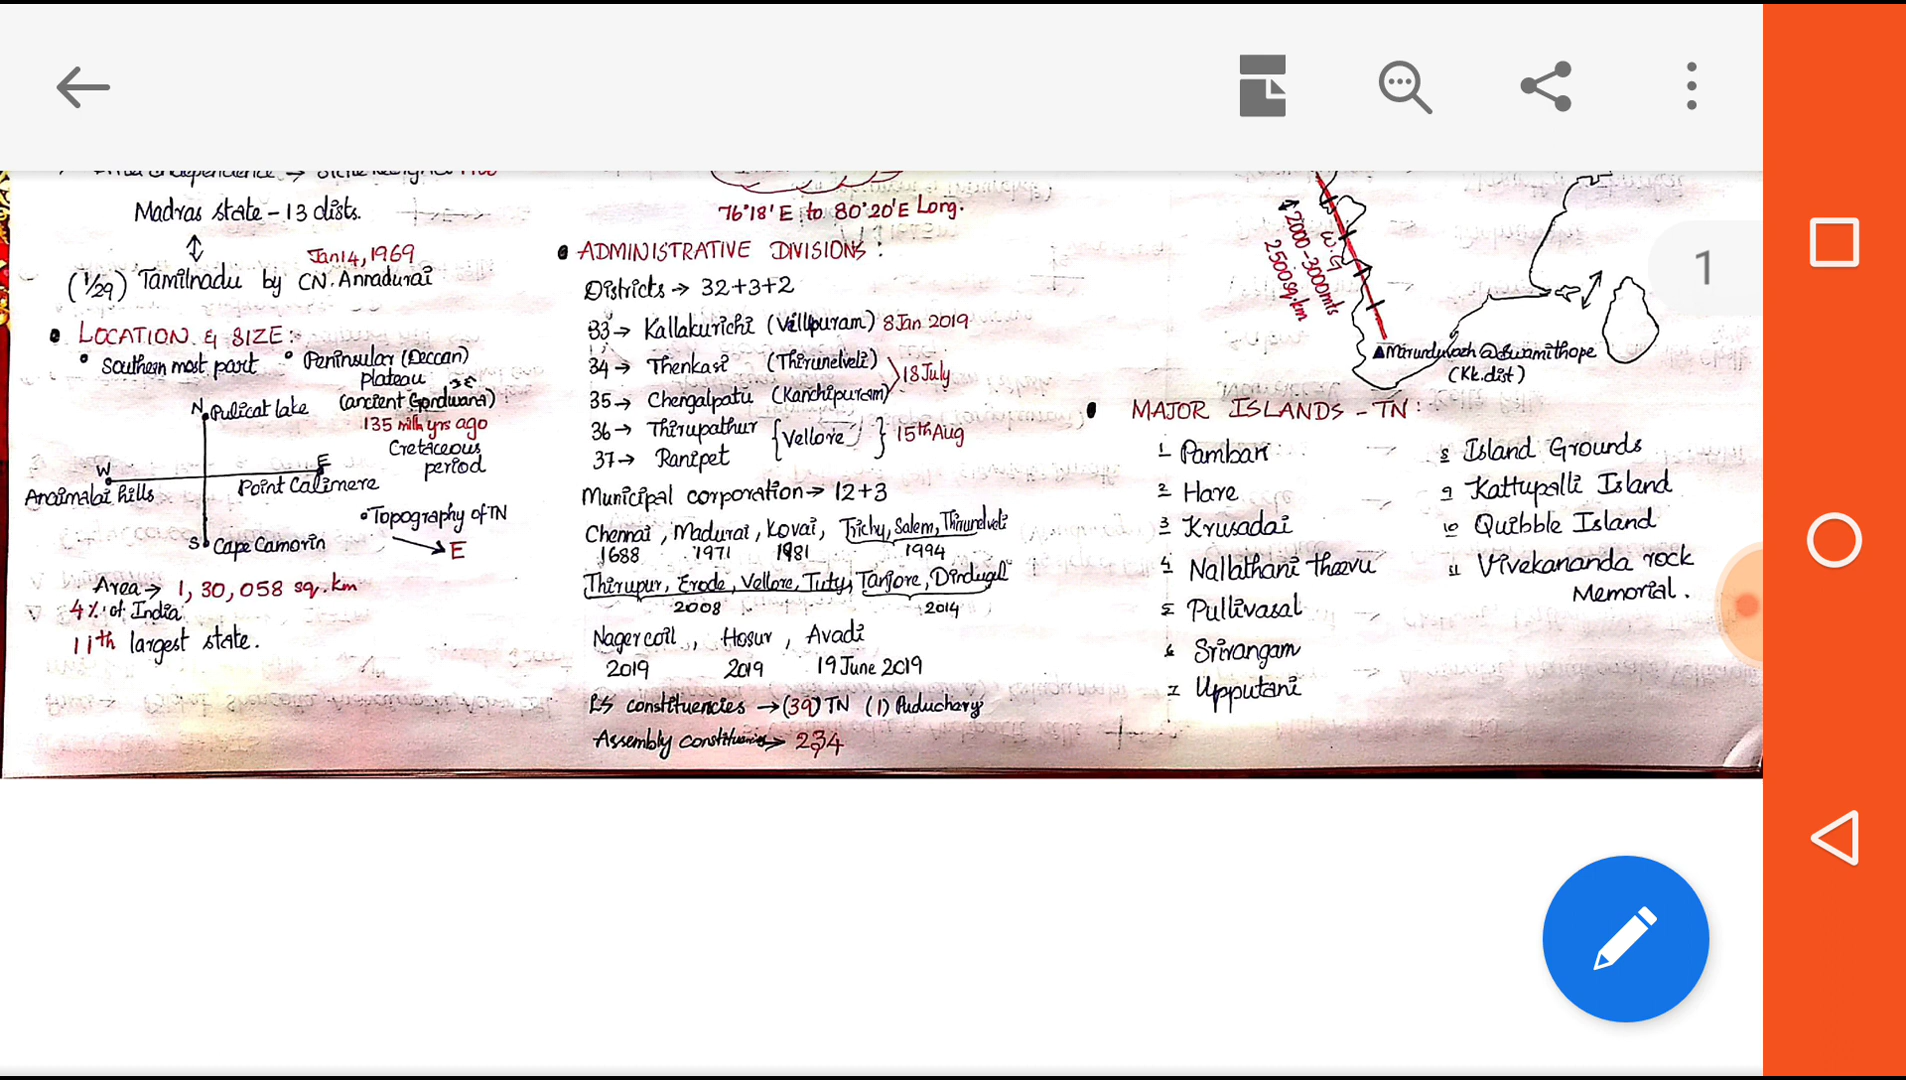 Madras state - 13 dists.
Jan 14, 1969
(1/29) Tamilnadu by CN. Annadurai
LOCATION & SIZE:
Southern most part
Peninsular (Deccan) plateau
(ancient Gondwana)
135 mill yrs ago
Cretaceous period
N Pulicat lake
W
Anaimalai hills
E
Point Calimere
S Cape Camorin
Topography of TN
→ E
Area → 1,30,058 sq.km
4% of India
11th largest state.
76°18'E to 80°20'E Long.
ADMINISTRATIVE DIVISIONS:
Districts → 32+3+2
33 → Kallakurichi (Villpuram) 8 Jan 2019
34 → Thenkasi (Thirunelveli)
35 → Chengalpatu (Kanchipuram)
18 July
36 → Thirupathur
37 → Ranipet
{Vellore} 15th Aug
Municipal corporation → 12+3
Chennai, Madurai, Kovai, Trichy, Salem, Thirunelveli
1688 1971 1981 1994
Thirupur, Erode, Vellore, Tuty, Tanjore, Dindugal
2008 2014
Nagercoil, Hosur, Avadi
2019 2019 19 June 2019
LS constituencies → (39) TN (1) Puduchery
Assembly constituencies → 234
W.G
2000-3000mts
2500sq.km
Marunduvazh @ Swamithope
(KK.dist)
MAJOR ISLANDS - TN:
1 Pamban
2 Hare
3 Krusadai
4 Nallathani theevu
5 Pullivasal
6 Srirangam
7 Upputani
8 Island Grounds
9 Kattupalli Island
10 Quibble Island
11 Vivekananda rock Memorial.
1